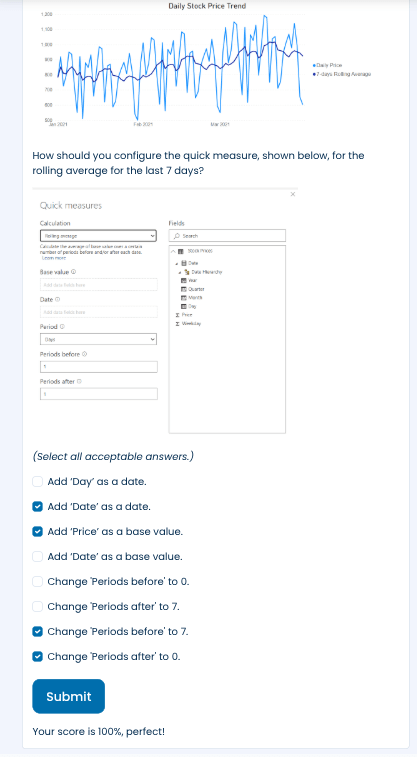 Daily Stock Price Trend
1,200
1,100
1,000
900
800
700
600
500
Jan 2021 Feb 2021 Mar 2021
Daily Price
7-days Rolling Average
How should you configure the quick measure, shown below, for the
rolling average for the last 7 days?
Quick measures
Calculation
Rolling average
Calculate the average of base value over a certain
number of periods before and/or after each date.
Learn more
Base value
Add data fields here
Date
Add data fields here
Period
Days
Periods before
1
Periods after
1
Fields
Search
Stock Prices
Date
Date Hierarchy
Year
Quarter
Month
Day
Price
Weekday
(Select all acceptable answers.)
Add 'Day' as a date.
Add 'Date' as a date.
Add 'Price' as a base value.
Add 'Date' as a base value.
Change 'Periods before' to 0.
Change 'Periods after' to 7.
Change 'Periods before' to 7.
Change 'Periods after' to 0.
Submit
Your score is 100%, perfect!